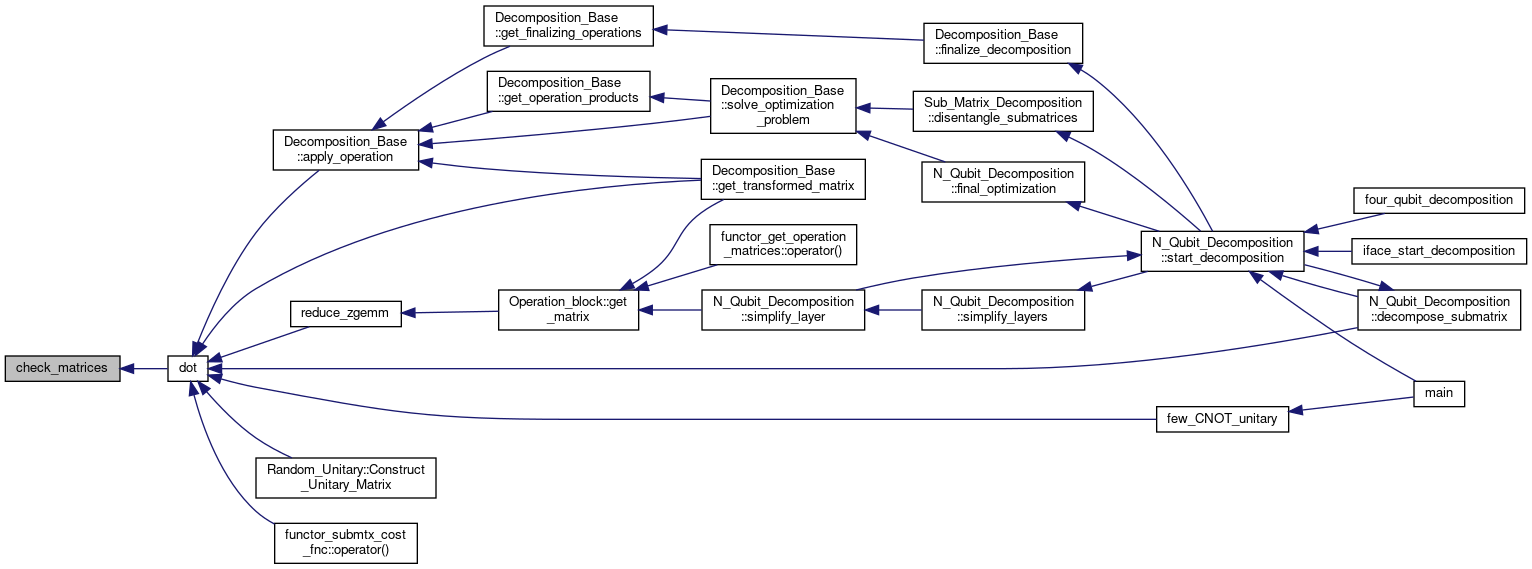 Decomposition_Base
::get_finalizing_operations
Decomposition_Base
::finalize_decomposition
Decomposition_Base
::get_operation_products
Decomposition_Base
::solve_optimization
_problem
Sub_Matrix_Decomposition
::disentangle_submatrices
Decomposition_Base
::apply_operation
Decomposition_Base
::get_transformed_matrix
N_Qubit_Decomposition
::final_optimization
four_qubit_decomposition
functor_get_operation
_matrices::operator()
N_Qubit_Decomposition
::start_decomposition
iface_start_decomposition
reduce_zgemm
Operation_block::get
_matrix
N_Qubit_Decomposition
::simplify_layer
N_Qubit_Decomposition
::simplify_layers
N_Qubit_Decomposition
::decompose_submatrix
check_matrices
dot
main
few_CNOT_unitary
Random_Unitary::Construct
_Unitary_Matrix
functor_submtx_cost
_fnc::operator()